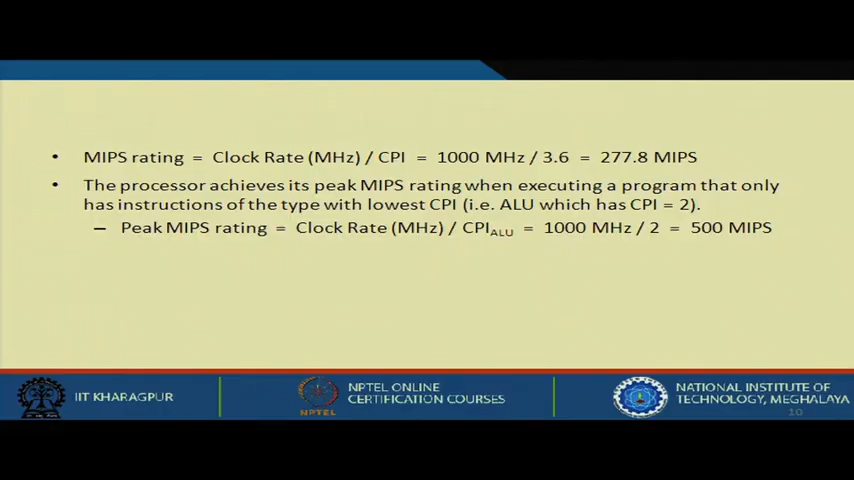 • MIPS rating = Clock Rate (MHz) / CPI = 1000 MHz / 3.6 = 277.8 MIPS
• The processor achieves its peak MIPS rating when executing a program that only
has instructions of the type with lowest CPI (i.e. ALU which has CPI = 2).
– Peak MIPS rating = Clock Rate (MHz) / CPI_ALU = 1000 MHz / 2 = 500 MIPS
IIT KHARAGPUR
NPTEL
NPTEL ONLINE
CERTIFICATION COURSES
NATIONAL INSTITUTE OF
TECHNOLOGY, MEGHALAYA
10